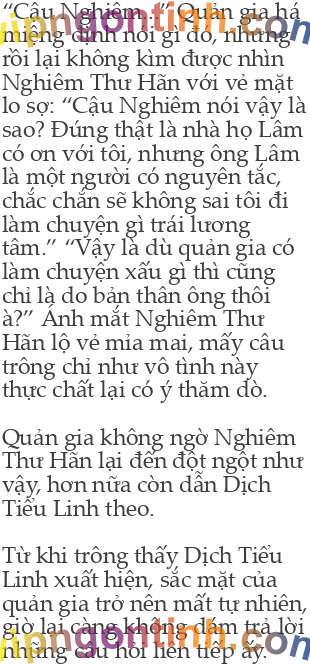 “Cậu Nghiêm...” Quản gia há
miệng định nói gì đó, nhưng
rồi lại không kìm được nhìn
Nghiêm Thư Hãn với vẻ mặt
lo sợ: “Cậu Nghiêm nói vậy là
sao? Đúng thật là nhà họ Lâm
có ơn với tôi, nhưng ông Lâm
là một người có nguyên tắc,
chắc chắn sẽ không sai tôi đi
làm chuyện gì trái lương
tâm.” “Vậy là dù quản gia có
làm chuyện xấu gì thì cũng
chỉ là do bản thân ông thôi
à?” Ánh mắt Nghiêm Thư
Hãn lộ vẻ mỉa mai, mấy câu
trông chỉ như vô tình này
thực chất lại có ý thăm dò.
Quản gia không ngờ Nghiêm
Thư Hãn lại đến đột ngột như
vậy, hơn nữa còn dẫn Dịch
Tiểu Linh theo.
Từ khi trông thấy Dịch Tiểu
Linh xuất hiện, sắc mặt của
quản gia trở nên mất tự nhiên,
giờ lại càng không dám trả lời
những câu hỏi liên tiếp ấy.
vipngontinh.com
vipngontinh.com